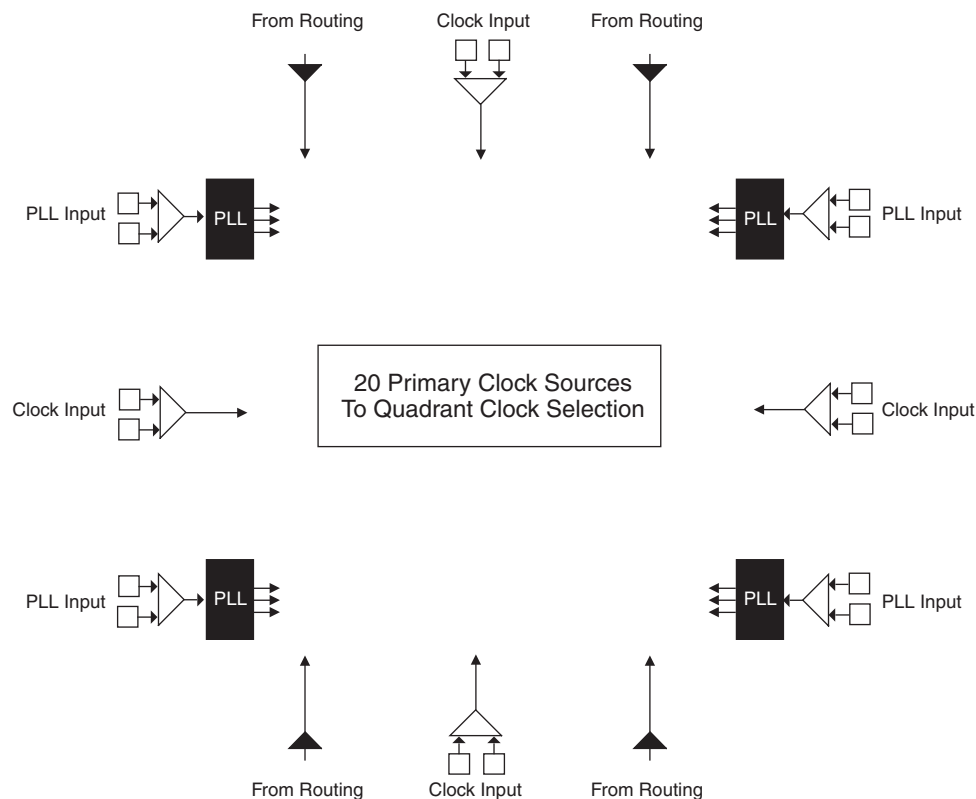 From Routing
Clock Input
From Routing
PLL Input
PLL
PLL
PLL Input
Clock Input
20 Primary Clock Sources
To Quadrant Clock Selection
Clock Input
PLL Input
PLL
PLL
PLL Input
From Routing
Clock Input
From Routing